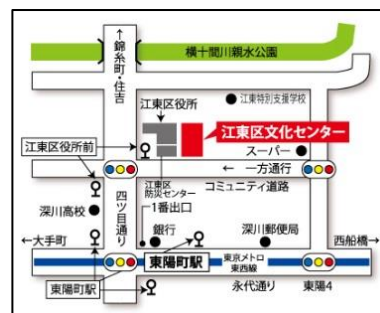 ↑錦糸町・住吉
横十間川親水公園
江東区役所
江東特別支援学校
江東区文化センター
江東区役所前
スーパー
← 一方通行
コミュニティ道路
四ツ目通り
江東区
防災センター
1番出口
深川高校
銀行
深川郵便局
←大手町
西船橋→
東陽町駅
東京メトロ
東西線
東陽町駅
永代通り
東陽4